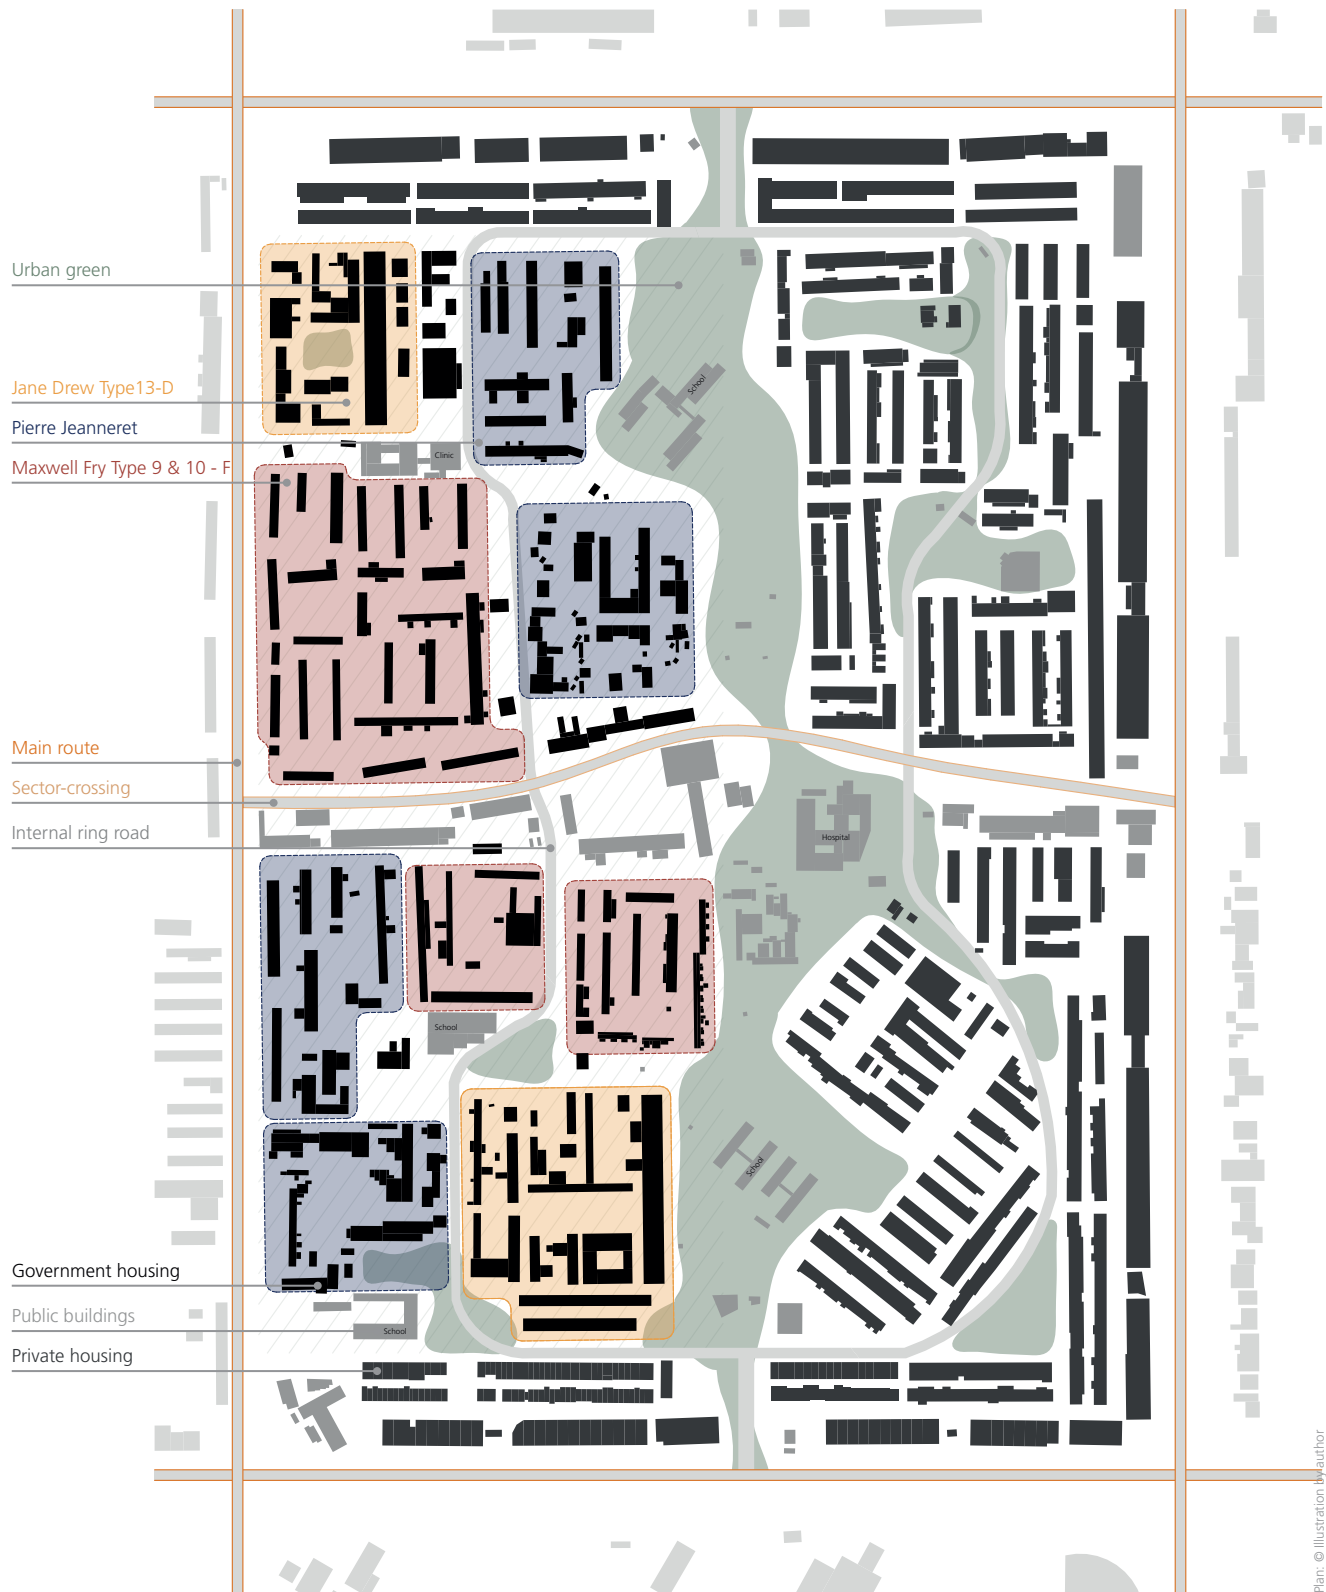 Urban green
School
Jane Drew Type13-D
Pierre Jeanneret
Clinic
Maxwell Fry Type 9 & 10 - F
Main route
Sector-crossing
Internal ring road
Hospital
School
School
Government housing
Public buildings
School
Private housing
Plan: © Illustration by author